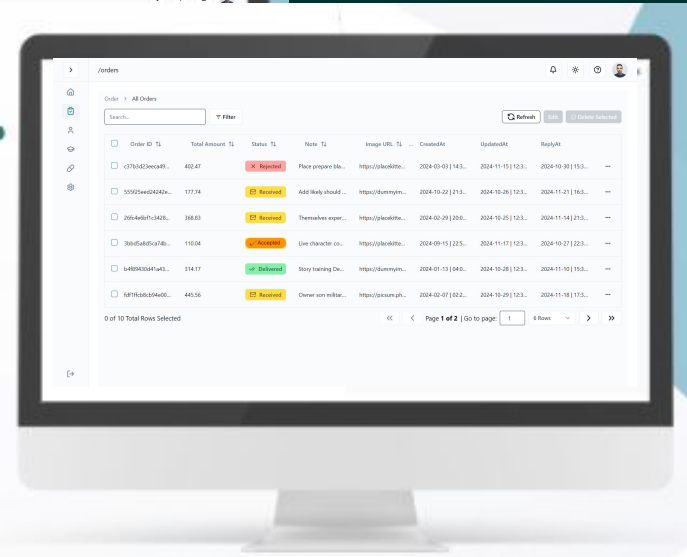 /orders
Order > All Orders
Search... Filter Refresh Edit Delete Selected
Order ID Total Amount Status Note Image URL ... CreatedAt UpdatedAt ReplyAt
c37b3d23eeca49... 402.47 Rejected Place prepare bla... https://placekitte... 2024-03-03 | 14:3... 2024-11-15 | 12:3... 2024-10-30 | 15:3... ...
555f25eed24242e... 177.74 Received Add likely should ... https://dummyim... 2024-10-22 | 21:3... 2024-10-26 | 12:3... 2024-11-21 | 16:3... ...
26fc4e6bf1c3428... 368.83 Received Themselves exper... https://placekitte... 2024-02-29 | 20:0... 2024-10-25 | 12:3... 2024-11-14 | 21:3... ...
3bbd5a8d5ca74b... 110.04 Accepted Live character co... https://placekitte... 2024-09-15 | 22:5... 2024-11-17 | 12:3... 2024-10-27 | 22:3... ...
b4f89430d41a43... 314.17 Delivered Story training De... https://dummyim... 2024-01-13 | 04:0... 2024-10-28 | 12:3... 2024-11-10 | 15:3... ...
fdf1ffcb8cb94e00... 445.56 Received Owner son militar... https://picsum.ph... 2024-02-07 | 02:2... 2024-10-29 | 12:3... 2024-11-18 | 17:3... ...
0 of 10 Total Rows Selected Page 1 of 2 | Go to page: 1 6 Rows